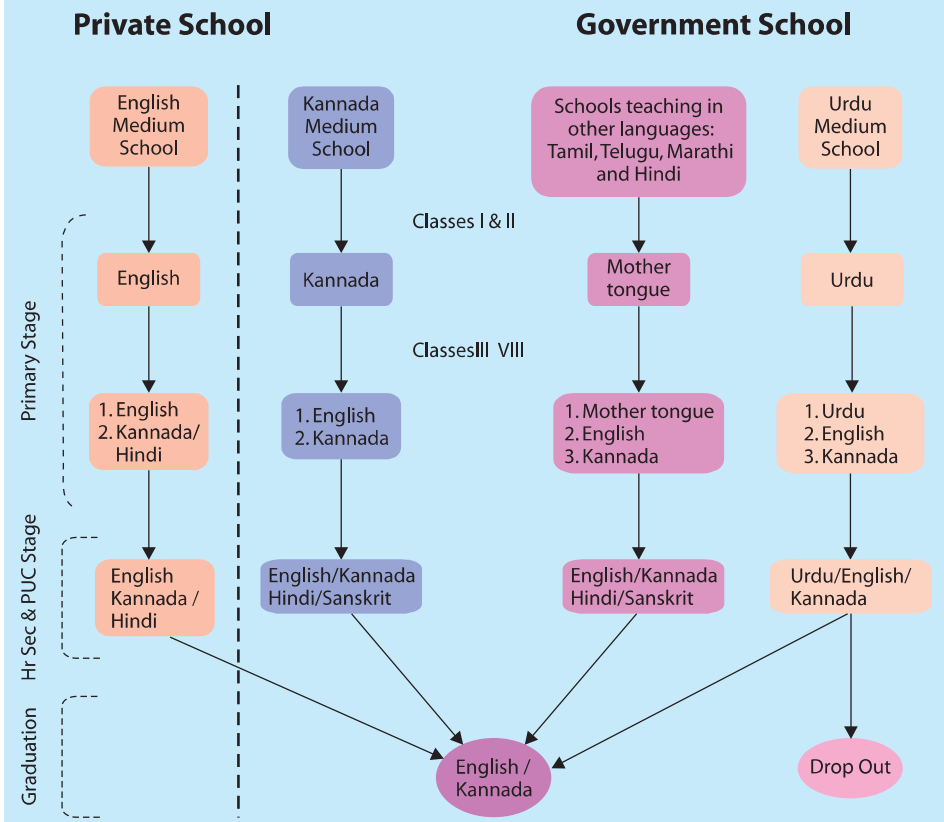 Private School
Government School
English
Medium
School
Kannada
Medium
School
Schools teaching in
other languages:
Tamil, Telugu, Marathi
and Hindi
Urdu
Medium
School
Classes I & II
Primary Stage
English
Kannada
Mother
tongue
Urdu
ClassesIII VIII
1. English
2. Kannada/
Hindi
1. English
2. Kannada
1. Mother tongue
2. English
3. Kannada
1. Urdu
2. English
3. Kannada
Hr Sec & PUC Stage
English
Kannada /
Hindi
English/Kannada
Hindi/Sanskrit
English/Kannada
Hindi/Sanskrit
Urdu/English/
Kannada
Graduation
English /
Kannada
Drop Out